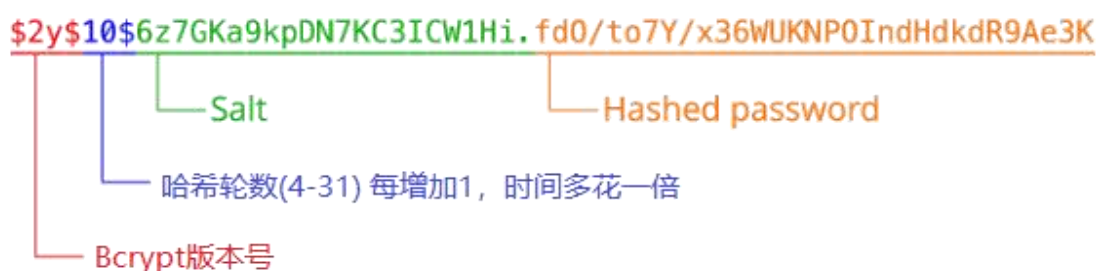 $2y$10$6z7GKa9kpDN7KC3ICW1Hi.fdO/to7Y/x36WUKNPOIndHdkdR9Ae3K
Salt
Hashed password
哈希轮数(4-31) 每增加1，时间多花一倍
Bcrypt版本号